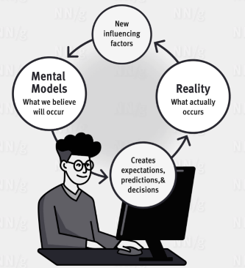 New
influencing
factors
Mental
Models
What we believe
will occur
Reality
What actually
occurs
Creates
expectations,
predictions,&
decisions